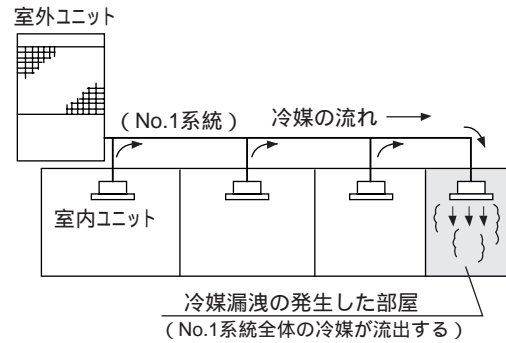 室外ユニット
（No.1系統）　冷媒の流れ
室内ユニット
冷媒漏洩の発生した部屋
（No.1系統全体の冷媒が流出する）